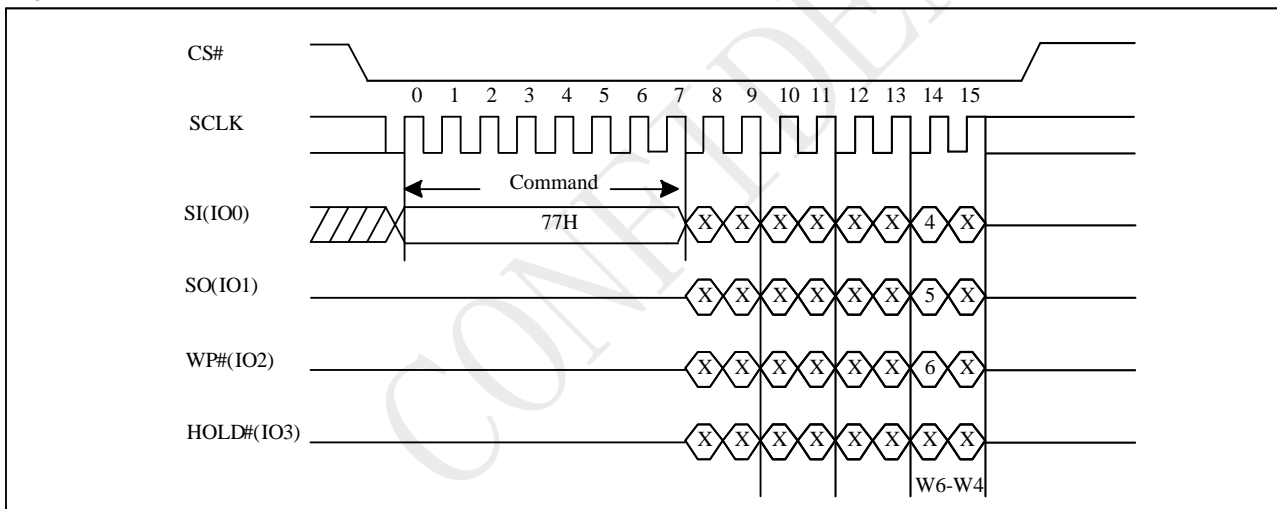 CS#
0 1 2 3 4 5 6 7 8 9 10 11 12 13 14 15
SCLK
Command
SI(IO0) 77H X X X X X X 4 X
SO(IO1) X X X X X X 5 X
WP#(IO2) X X X X X X 6 X
HOLD#(IO3) X X X X X X X X
W6-W4